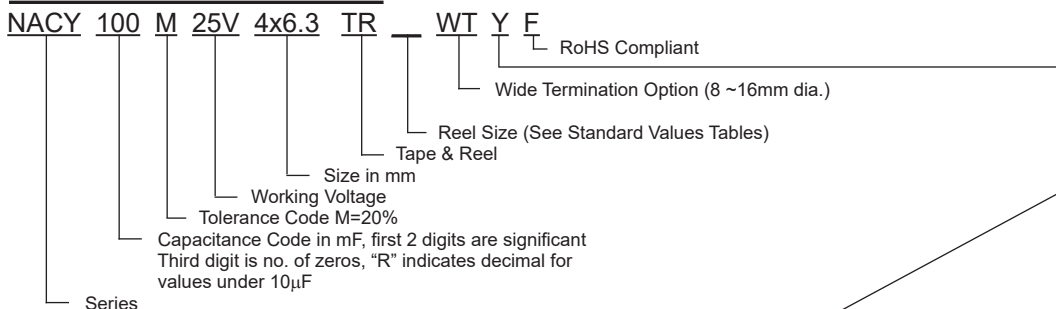 NACY 100 M 25V 4x6.3 TR __ WT Y F
RoHS Compliant
Wide Termination Option (8 ~16mm dia.)
Reel Size (See Standard Values Tables)
Tape & Reel
Size in mm
Working Voltage
Tolerance Code M=20%
Capacitance Code in mF, first 2 digits are significant
Third digit is no. of zeros, “R” indicates decimal for
values under 10μF
Series